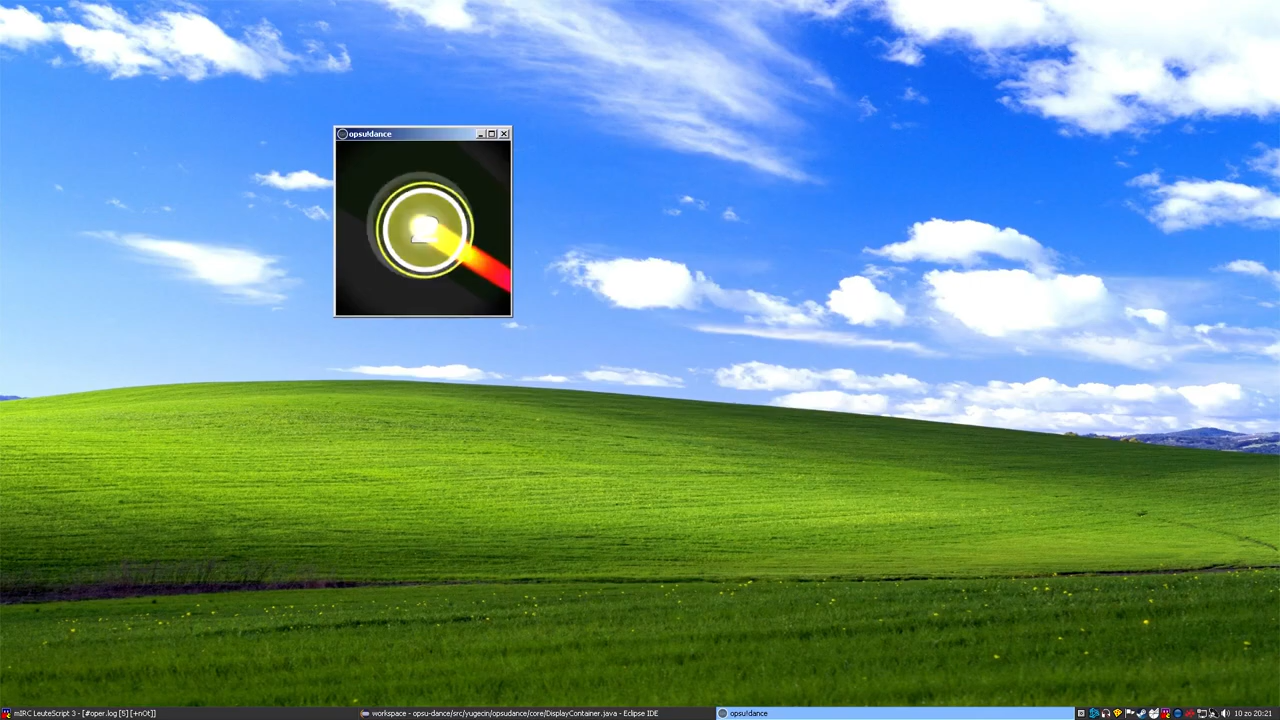 opsu!dance
2
mIRC LeuteScript 3 - [#oper.log [5] [+nOt]]
workspace - opsu-dance/src/yugecin/opsudance/core/DisplayContainer.java - Eclipse IDE
opsu!dance
10 zo 20:21